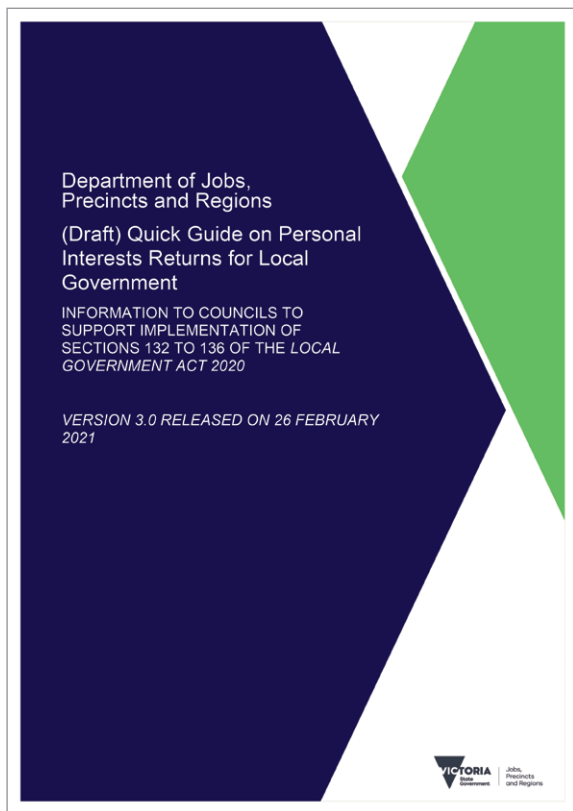 Department of Jobs,
Precincts and Regions
(Draft) Quick Guide on Personal
Interests Returns for Local
Government
INFORMATION TO COUNCILS TO
SUPPORT IMPLEMENTATION OF
SECTIONS 132 TO 136 OF THE LOCAL
GOVERNMENT ACT 2020
VERSION 3.0 RELEASED ON 26 FEBRUARY
2021
VICTORIA
State
Government
Jobs,
Precincts
and Regions